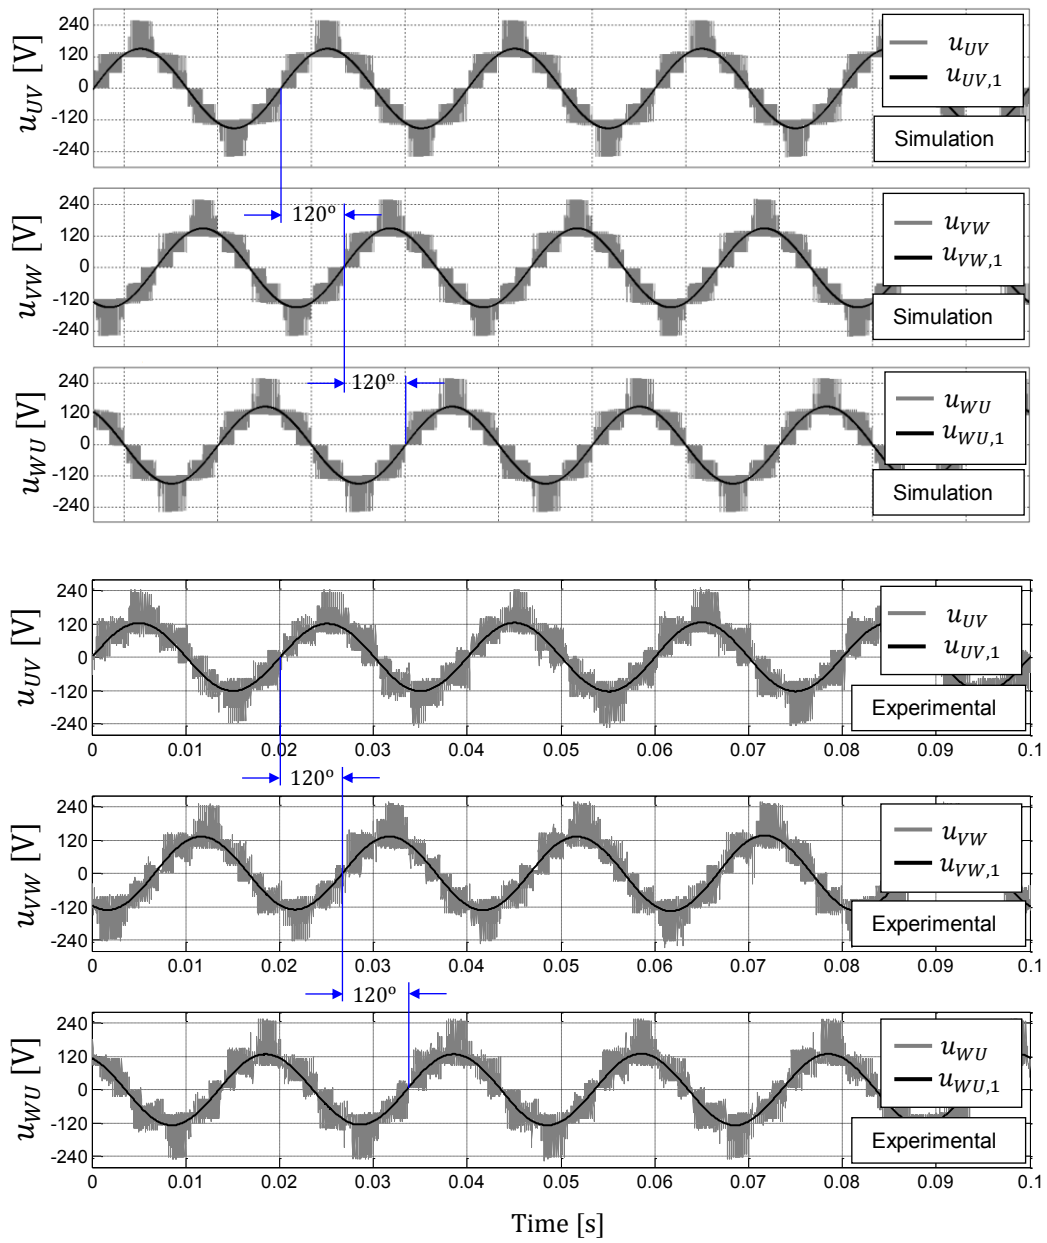 u_UV [V]
240
120
0
-120
-240
u_UV
u_UV,1
Simulation
120º
u_VW [V]
240
120
0
-120
-240
u_VW
u_VW,1
Simulation
120º
u_WU [V]
240
120
0
-120
-240
u_WU
u_WU,1
Simulation
u_UV [V]
240
120
0
-120
-240
u_UV
u_UV,1
Experimental
0 0.01 0.02 0.03 0.04 0.05 0.06 0.07 0.08 0.09 0.1
120º
u_VW [V]
240
120
0
-120
-240
u_VW
u_VW,1
Experimental
0 0.01 0.02 0.03 0.04 0.05 0.06 0.07 0.08 0.09 0.1
120º
u_WU [V]
240
120
0
-120
-240
u_WU
u_WU,1
Experimental
0 0.01 0.02 0.03 0.04 0.05 0.06 0.07 0.08 0.09 0.1
Time [s]